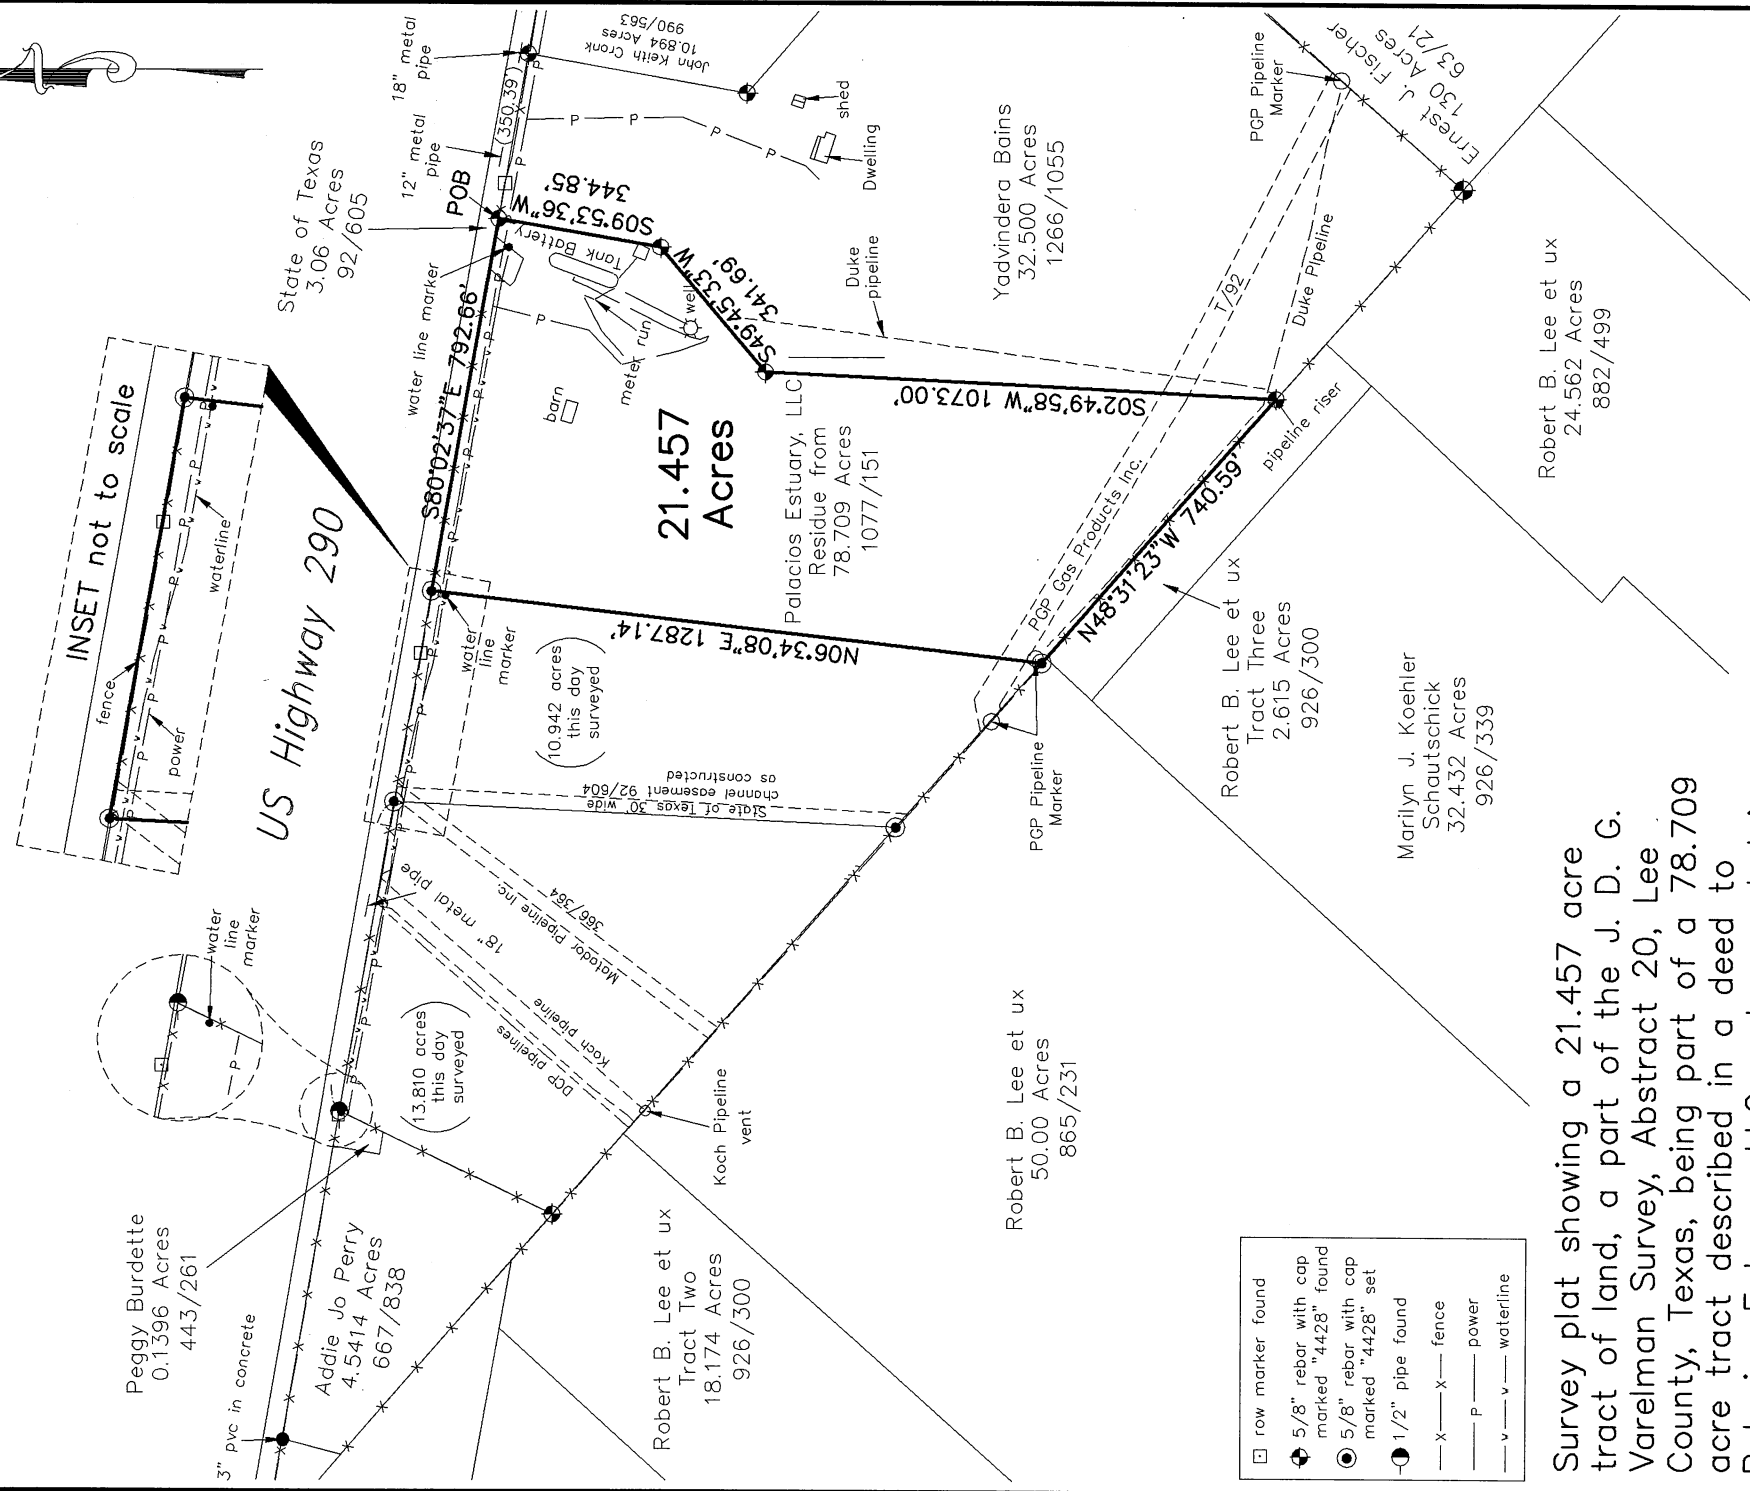 INSET not to scale
fence
waterline
power
US Highway 290
State of Texas
3.06 Acres
92/605
12" metal
pipe
18" metal
pipe
(350.39')
POB
John Keith Cronk
10.894 Acres
990/563
shed
Dwelling
water line marker
S80°02'37"E 792.66'
S09°53'36"W
344.85'
Tank Battery
meter run
well
barn
S49°45'33"W
341.69'
Duke
pipeline
Yadvindera Bains
32.500 Acres
1266/1055
PGP Pipeline
Marker
Ernest J. Fischer
130 Acres
63/21
T/92
Duke Pipeline
21.457
Acres
Palacios Estuary, LLC
Residue from
78.709 Acres
1077/151
S02°49'58"W 1073.00'
pipeline riser
PGP Gas Products Inc.
N48°31'23"W 740.59'
N06°34'08"E 1287.14'
water
line
marker
10.942 acres
this day
surveyed
State of Texas 30' wide
channel easement 92/604
as constructed
PGP Pipeline
Marker
Robert B. Lee et ux
24.562 Acres
882/499
Robert B. Lee et ux
Tract Three
2.615 Acres
926/300
Marilyn J. Koehler
Schautschick
32.432 Acres
926/339
18" metal pipe
Matador Pipeline Inc.
366/364
Koch
pipeline
DCP pipelines
water
line
marker
13.810 acres
this day
surveyed
Koch Pipeline
vent
Robert B. Lee et ux
50.00 Acres
865/231
Peggy Burdette
0.1396 Acres
443/261
Addie Jo Perry
4.5414 Acres
667/838
3" pvc in concrete
Robert B. Lee et ux
Tract Two
18.174 Acres
926/300
row marker found
5/8" rebar with cap
marked "4428" found
5/8" rebar with cap
marked "4428" set
1/2" pipe found
x x fence
P power
v v waterline
Survey plat showing a 21.457 acre
tract of land, a part of the J. D. G.
Varelman Survey, Abstract 20, Lee
County, Texas, being part of a 78.709
acre tract described in a deed to